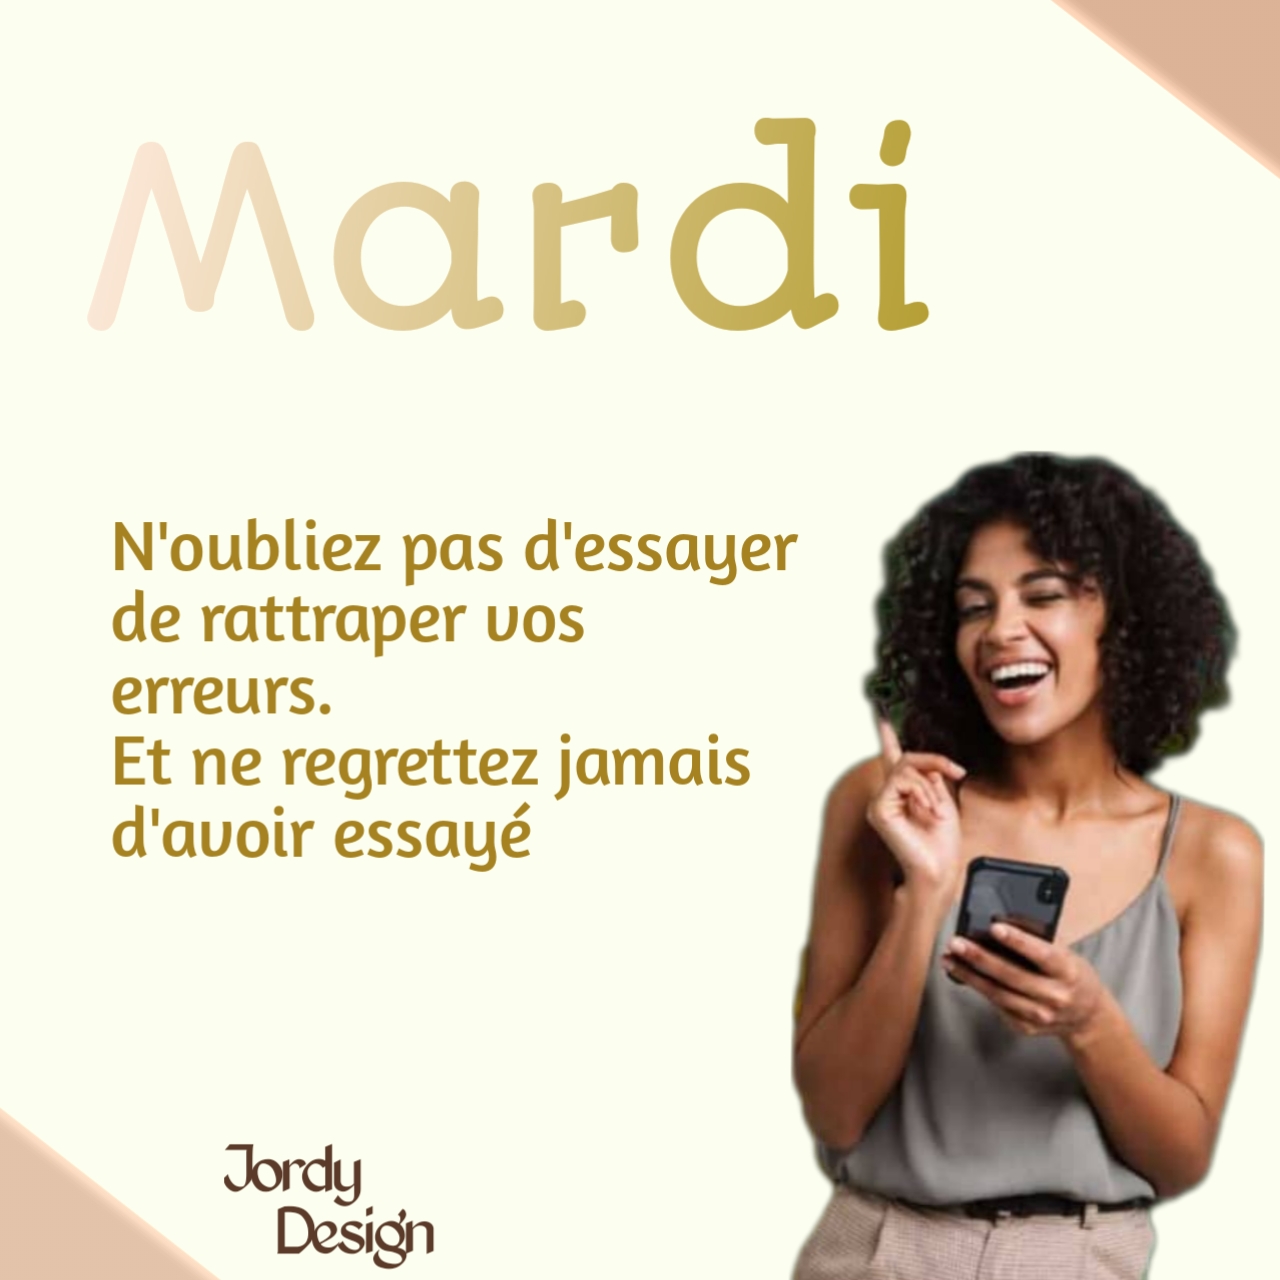 Mardi
N'oubliez pas d'essayer
de rattraper vos
erreurs.
Et ne regrettez jamais
d'avoir essayé
Jordy
Design